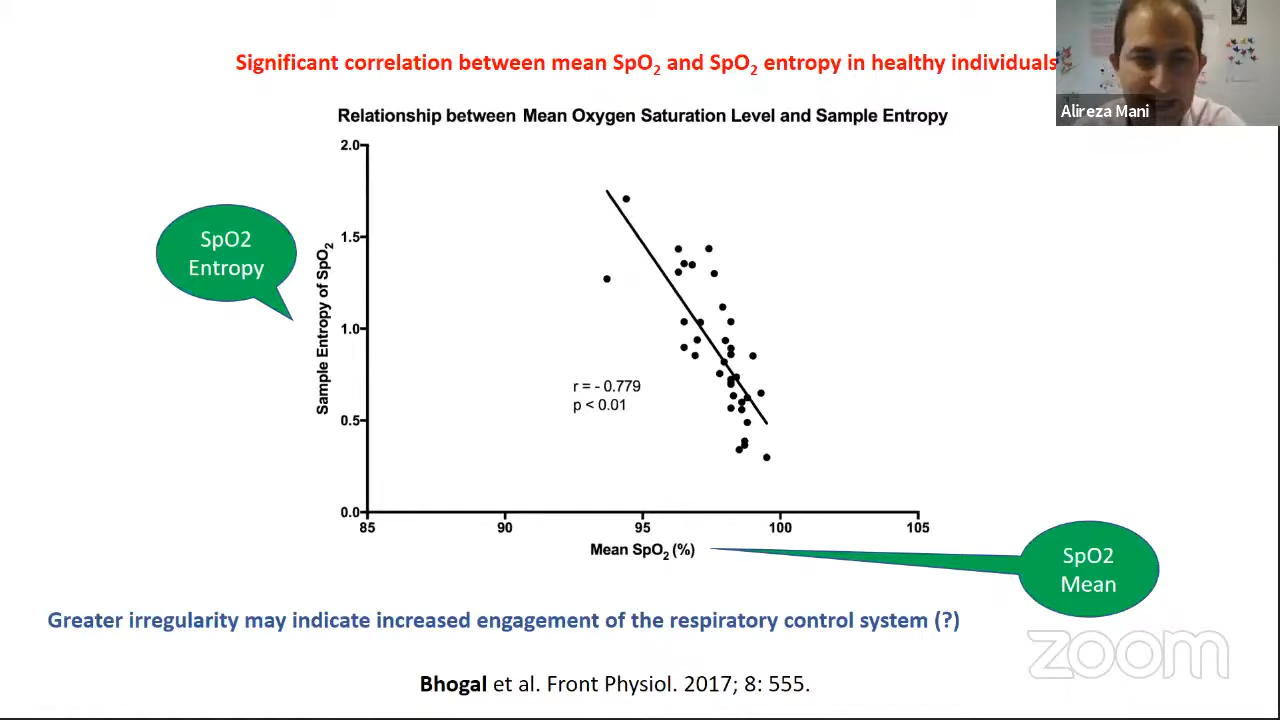 Significant correlation between mean SpO2 and SpO2 entropy in healthy individuals
Alireza Mani
Relationship between Mean Oxygen Saturation Level and Sample Entropy
2.0
1.5
1.0
0.5
0.0
Sample Entropy of SpO2
SpO2
Entropy
r = - 0.779
p < 0.01
85
90
95
100
105
Mean SpO2 (%)
SpO2
Mean
Greater irregularity may indicate increased engagement of the respiratory control system (?)
zoom
Bhogal et al. Front Physiol. 2017; 8: 555.